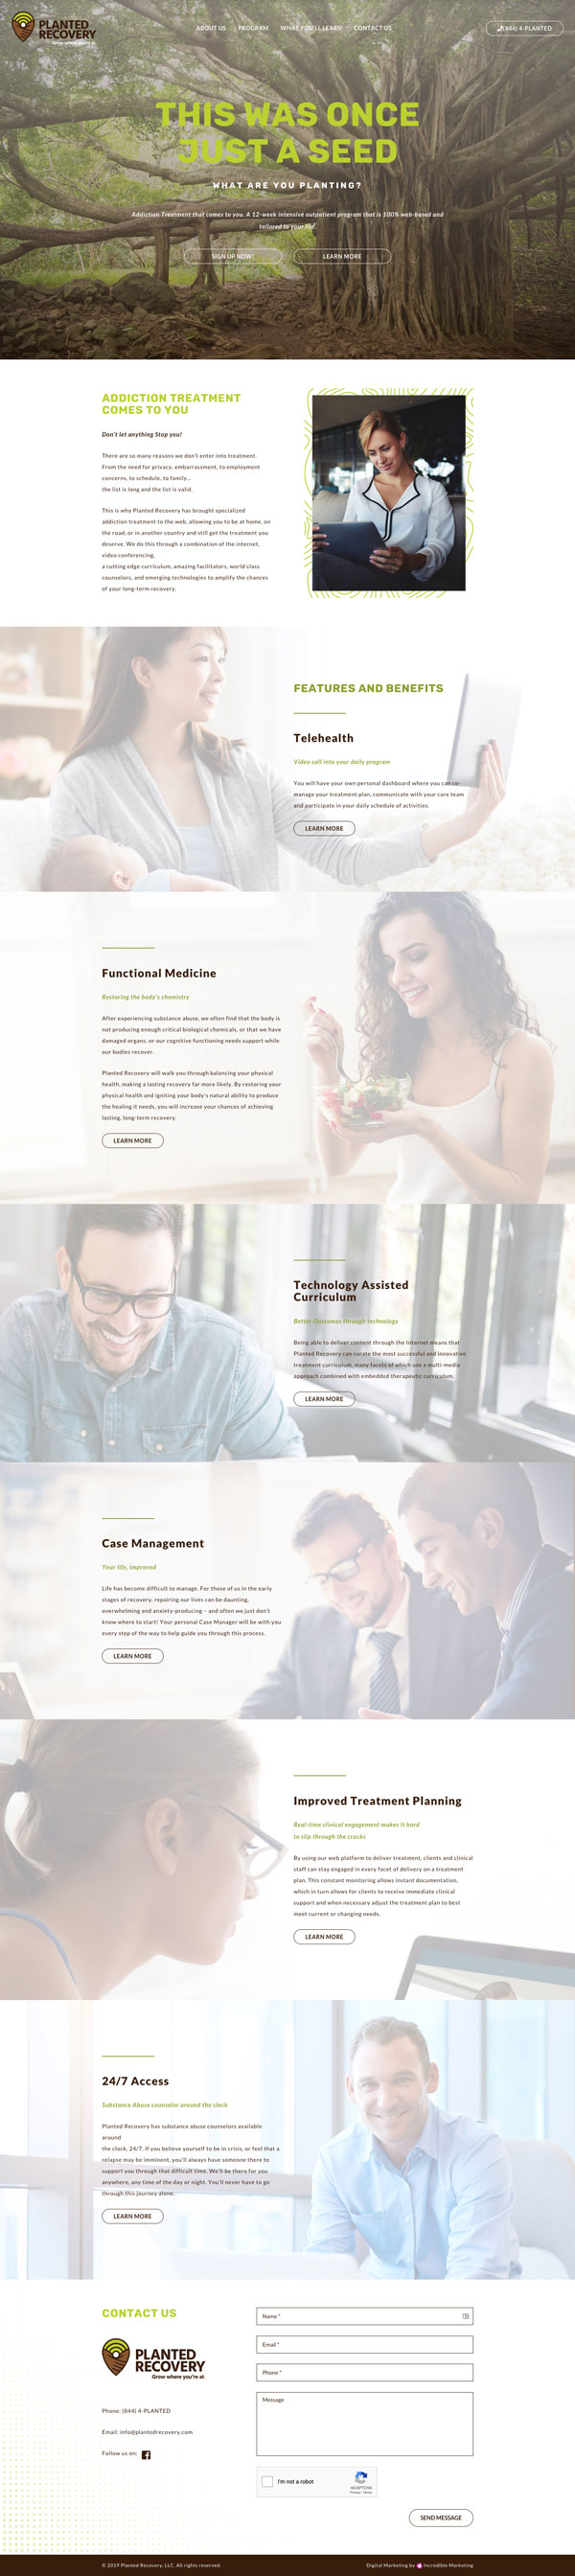 PLANTED
RECOVERY
Grow where you're at.
ABOUT US
PROGRAM
WHAT YOU'LL LEARN
CONTACT US
(844) 4-PLANTED
THIS WAS ONCE
JUST A SEED
WHAT ARE YOU PLANTING?
Addiction Treatment that comes to you. A 12-week intensive outpatient program that is 100% web-based and
tailored to your life.
SIGN UP NOW!
LEARN MORE
ADDICTION TREATMENT
COMES TO YOU
Don't let anything Stop you!
There are so many reasons we don't enter into treatment.
From the need for privacy, embarrassment, to employment
concerns, to schedule, to family...
the list is long and the list is valid.
This is why Planted Recovery has brought specialized
addiction treatment to the web, allowing you to be at home, on
the road, or in another country and still get the treatment you
deserve. We do this through a combination of the internet,
video conferencing,
a cutting edge curriculum, amazing facilitators, world class
counselors, and emerging technologies to amplify the chances
of your long-term recovery.
FEATURES AND BENEFITS
Telehealth
Video call into your daily program
You will have your own personal dashboard where you can co-
manage your treatment plan, communicate with your care team
and participate in your daily schedule of activities.
LEARN MORE
Functional Medicine
Restoring the body's chemistry
After experiencing substance abuse, we often find that the body is
not producing enough critical biological chemicals, or that we have
damaged organs, or our cognitive functioning needs support while
our bodies recover.
Planted Recovery will walk you through balancing your physical
health, making a lasting recovery far more likely. By restoring your
physical health and igniting your body's natural ability to produce
the healing it needs, you will increase your chances of achieving
lasting, long-term recovery.
LEARN MORE
Technology Assisted
Curriculum
Better Outcomes through technology
Being able to deliver content through the Internet means that
Planted Recovery can curate the most successful and innovative
treatment curriculum, many facets of which use a multi-media
approach combined with embedded therapeutic curriculum.
LEARN MORE
Case Management
Your life, improved
Life has become difficult to manage. For those of us in the early
stages of recovery, repairing our lives can be daunting,
overwhelming and anxiety-producing – and often we just don't
know where to start! Your personal Case Manager will be with you
every step of the way to help guide you through this process.
LEARN MORE
Improved Treatment Planning
Real-time clinical engagement makes it hard
to slip through the cracks
By using our web platform to deliver treatment, clients and clinical
staff can stay engaged in every facet of delivery on a treatment
plan. This constant monitoring allows instant documentation,
which in turn allows for clients to receive immediate clinical
support and when necessary adjust the treatment plan to best
meet current or changing needs.
LEARN MORE
24/7 Access
Substance Abuse counselor around the clock
Planted Recovery has substance abuse counselors available
around
the clock, 24/7. If you believe yourself to be in crisis, or feel that a
relapse may be imminent, you'll always have someone there to
support you through that difficult time. We'll be there for you
anywhere, any time of the day or night. You'll never have to go
through this journey alone.
LEARN MORE
CONTACT US
PLANTED
RECOVERY
Grow where you're at.
Phone: (844) 4-PLANTED
Email: info@plantedrecovery.com
Follow us on:
Name *
Email *
Phone *
Message
I'm not a robot
reCAPTCHA
Privacy - Terms
SEND MESSAGE
© 2019 Planted Recovery, LLC. All rights reserved.
Digital Marketing by Incredible Marketing